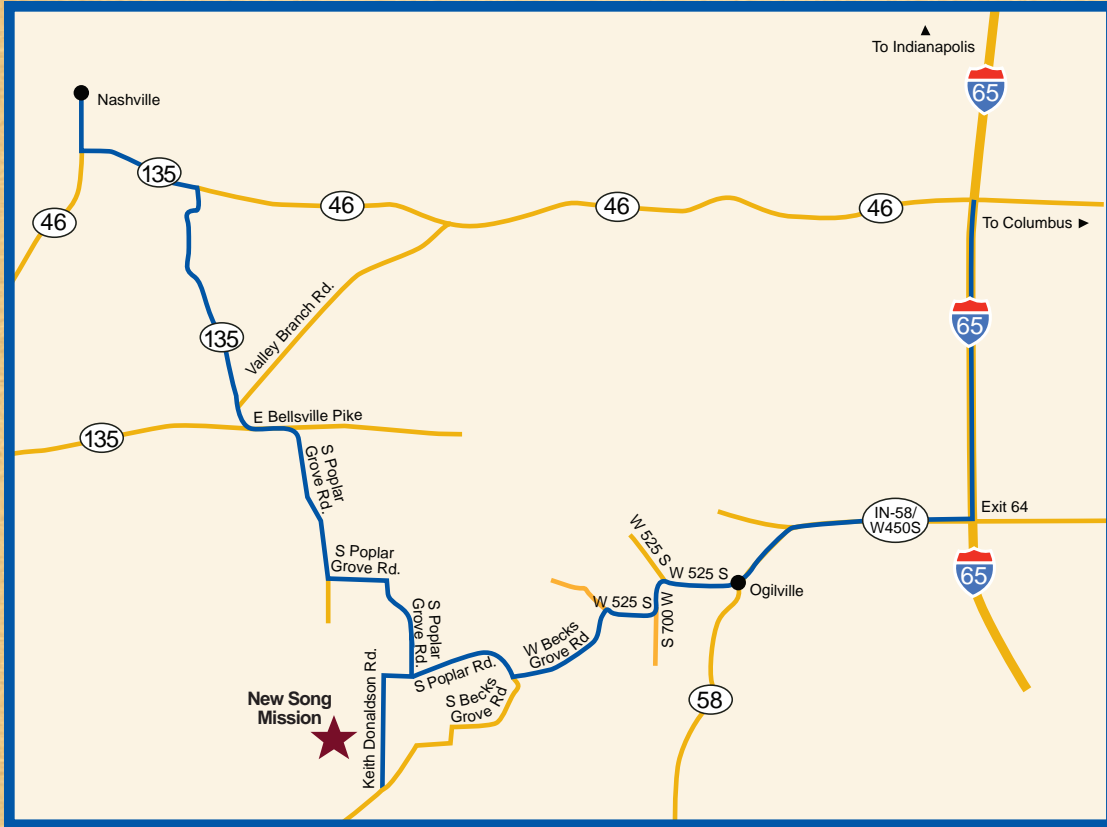 ▲
To Indianapolis
65
Nashville
135
46
46
46
46
To Columbus ►
Valley Branch Rd.
65
135
E Bellsville Pike
135
S Poplar
Grove Rd.
Exit 64
IN-58/
W450S
W 525 S
S Poplar
Grove Rd.
W 525 S
65
Ogilville
W 525 S
S 700 W
S Poplar
Grove Rd.
W Becks
Grove Rd
S Poplar Rd.
S Becks
Grove Rd
58
New Song
Mission
Keith Donaldson Rd.